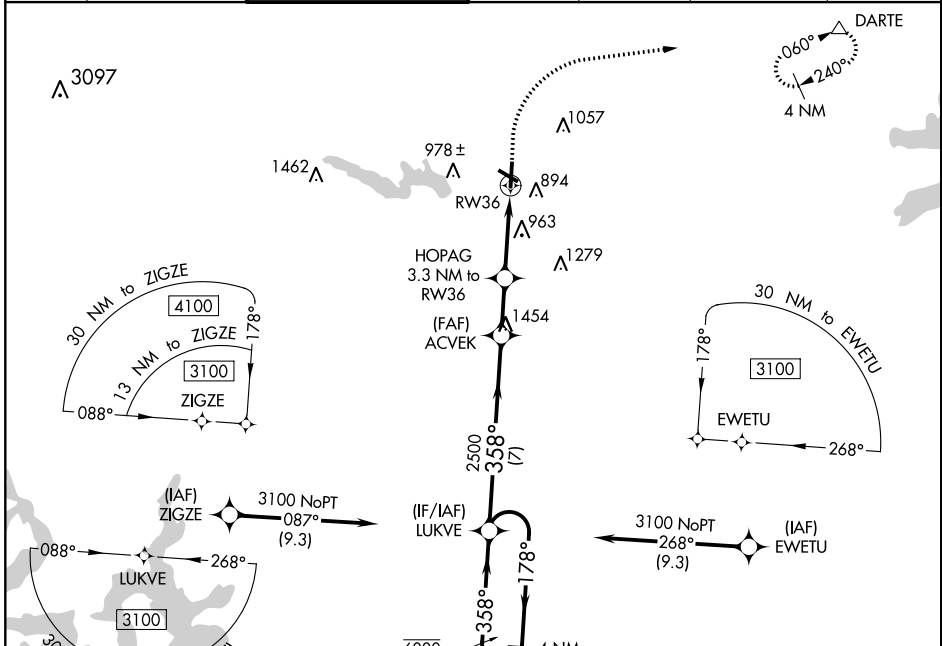 DARTE
060°
240°
4 NM
3097
1057
978 ±
1462
894
RW36
963
HOPAG
3.3 NM to
RW36
1279
30 NM to ZIGZE
4100
13 NM to ZIGZE
178°
3100
ZIGZE
088°
(FAF)
ACVEK
1454
30 NM to EWETU
178°
3100
EWETU
268°
2500
358°
(7)
(IAF)
ZIGZE
3100 NoPT
087°
(9.3)
(IF/IAF)
LUKVE
3100 NoPT
268°
(9.3)
(IAF)
EWETU
088°
268°
LUKVE
3100
178°
358°
4 NM